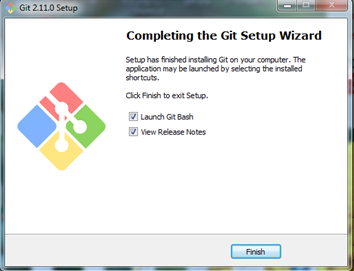 Git 2.11.0 Setup
Completing the Git Setup Wizard
Setup has finished installing Git on your computer. The
application may be launched by selecting the installed
shortcuts.
Click Finish to exit Setup.
Launch Git Bash
View Release Notes
Finish